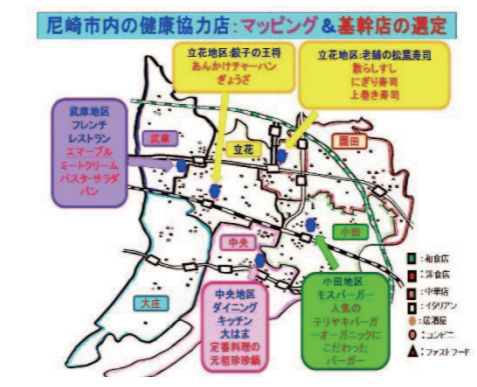 尼崎市内の健康協力店：マッピング＆基幹店の選定
立花地区:餃子の王将
あんかけチャーハン
ぎょうざ
立花地区:老舗の松葉寿司
散らしすし
にぎり寿司
上巻き寿司
武庫地区
フレンチ
レストラン
エマーブル
ミートクリーム
パスタ・サラダ
パン
武庫
立花
園田
中央
小田
大庄
中央地区
ダイニング
キッチン
大はま
定番料理の
元祖珍珍鍋
小田地区
モスバーガー
人気の
テリヤキバーガ
ーオーガニックに
こだわった
バーガー
：和食店
：洋食店
：中華店
：イタリアン
：居酒屋
：コンビニ
：ファストフード